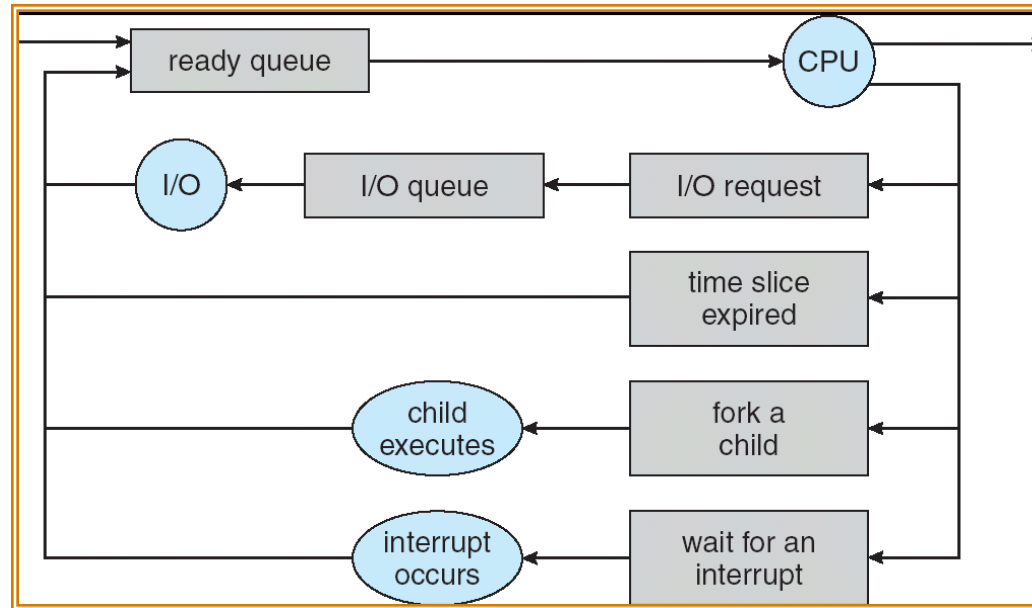 ready queue
CPU
I/O
I/O queue
I/O request
time slice
expired
child
executes
fork a
child
interrupt
occurs
wait for an
interrupt